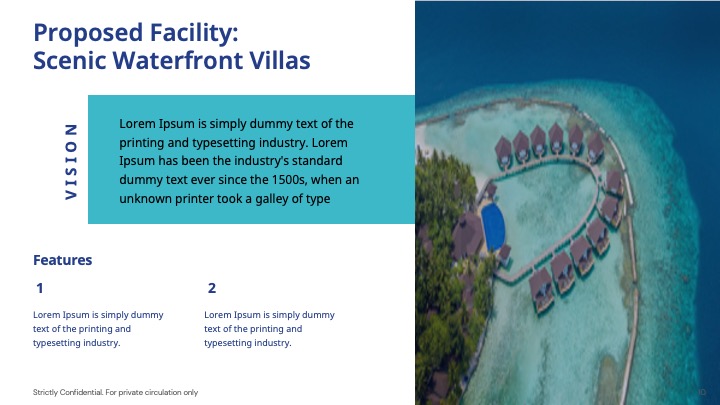 Proposed Facility:
Scenic Waterfront Villas
VISION
Lorem Ipsum is simply dummy text of the
printing and typesetting industry. Lorem
Ipsum has been the industry's standard
dummy text ever since the 1500s, when an
unknown printer took a galley of type
Features
1
Lorem Ipsum is simply dummy
text of the printing and
typesetting industry.
2
Lorem Ipsum is simply dummy
text of the printing and
typesetting industry.
Strictly Confidential. For private circulation only